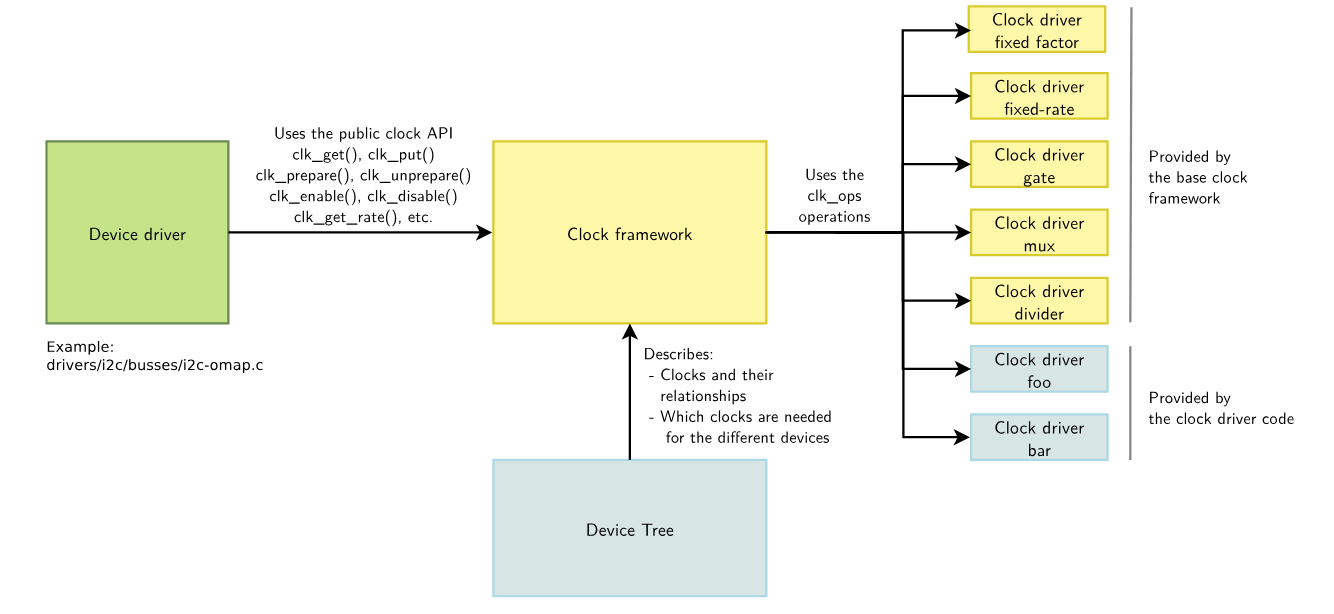 Device driver
Example:
drivers/i2c/busses/i2c-omap.c
Uses the public clock API
clk_get(), clk_put()
clk_prepare(), clk_unprepare()
clk_enable(), clk_disable()
clk_get_rate(), etc.
Clock framework
Describes:
- Clocks and their
relationships
- Which clocks are needed
for the different devices
Device Tree
Uses the
clk_ops
operations
Clock driver
fixed factor
Clock driver
fixed-rate
Clock driver
gate
Clock driver
mux
Clock driver
divider
Clock driver
foo
Clock driver
bar
Provided by
the base clock
framework
Provided by
the clock driver code